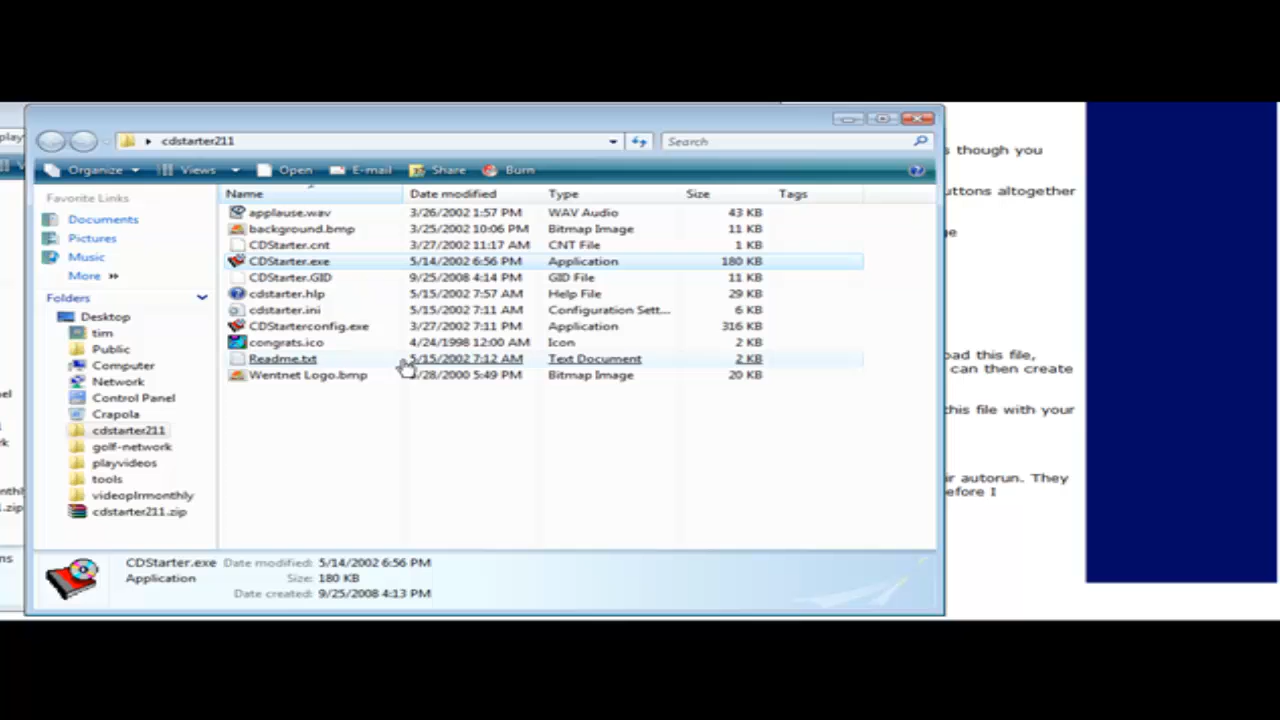 play
cdstarter211
Search
Organize Views Open E-mail Share Burn
Favorite Links
Documents
Pictures
Music
More »
Folders
Desktop
tim
Public
Computer
Network
Control Panel
Crapola
cdstarter211
golf-network
playvideos
tools
videoplrmonthly
cdstarter211.zip
Name Date modified Type Size Tags
applause.wav 3/26/2002 1:57 PM WAV Audio 43 KB
background.bmp 3/25/2002 10:06 PM Bitmap Image 11 KB
CDStarter.cnt 3/27/2002 11:17 AM CNT File 1 KB
CDStarter.exe 5/14/2002 6:56 PM Application 180 KB
CDStarter.GID 9/25/2008 4:14 PM GID File 11 KB
cdstarter.hlp 5/15/2002 7:57 AM Help File 29 KB
cdstarter.ini 5/15/2002 7:11 AM Configuration Sett... 6 KB
CDStarterconfig.exe 3/27/2002 7:11 PM Application 316 KB
congrats.ico 4/24/1998 12:00 AM Icon 2 KB
Readme.txt 5/15/2002 7:12 AM Text Document 2 KB
Wentnet Logo.bmp /28/2000 5:49 PM Bitmap Image 20 KB
CDStarter.exe Date modified: 5/14/2002 6:56 PM
Application Size: 180 KB
Date created: 9/25/2008 4:13 PM
s though you
uttons altogether
ge
oad this file,
can then create
this file with your
ir autorun. They
efore I